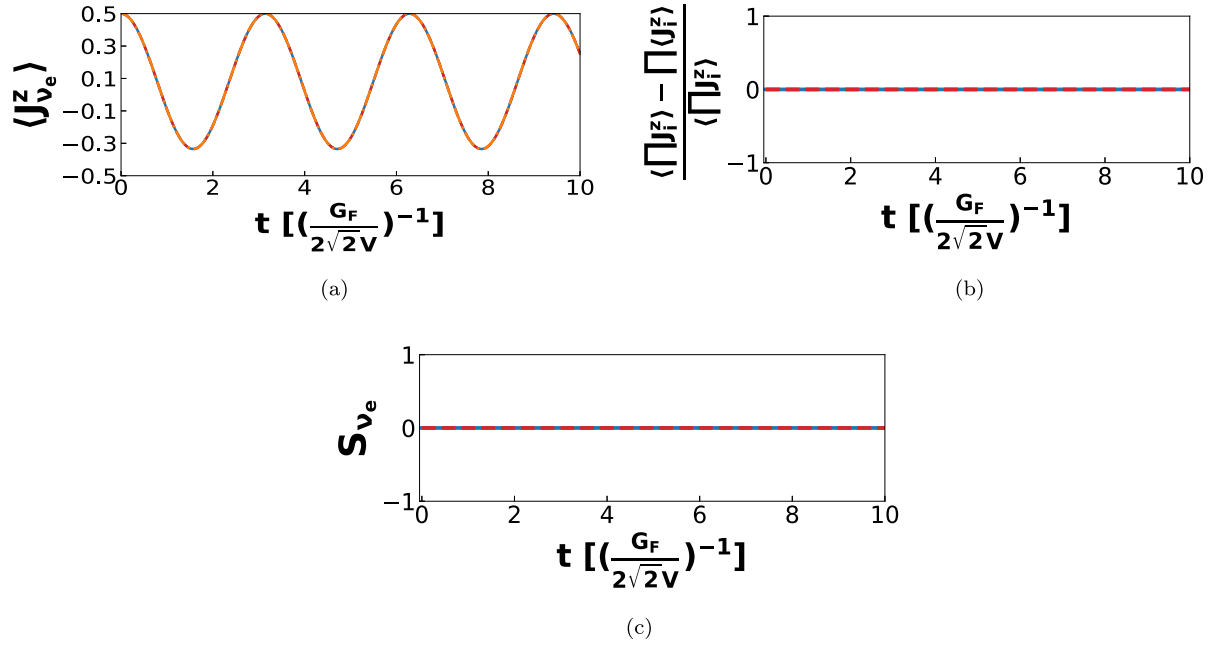 0.5
0.3
0.1
−0.1
−0.3
−0.5
⟨J^z_{ν_e}⟩
0 2 4 6 8 10
t [(G_F/2√2V)^{−1}]
(a)
1
0
−1
⟨∏J^z_i⟩ − ∏⟨J^z_i⟩
⟨∏J^z_i⟩
0 2 4 6 8 10
t [(G_F/2√2V)^{−1}]
(b)
1
0
−1
S_{ν_e}
0 2 4 6 8 10
t [(G_F/2√2V)^{−1}]
(c)